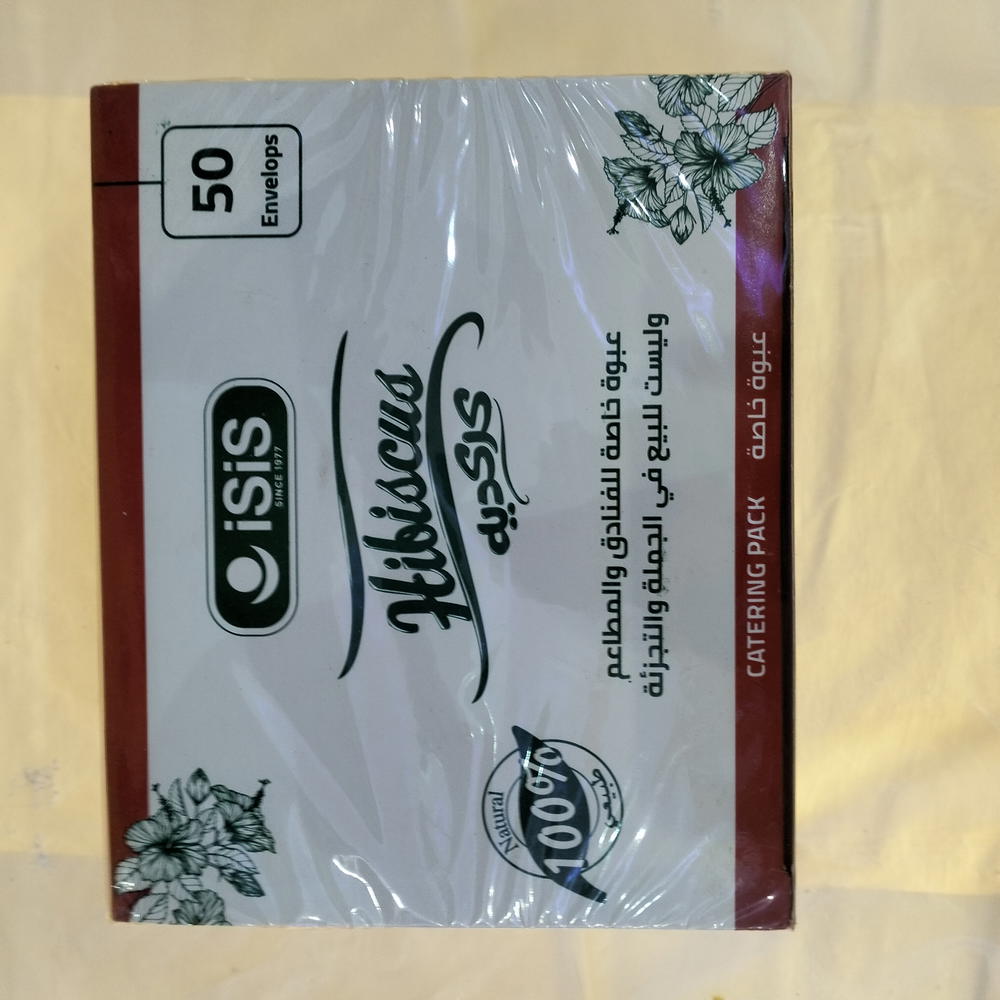 50
Envelops
iSiS
SINCE 1977
Hibiscus
كركديه
عبوة خاصة للفنادق والمطاعم
وليست للبيع في الجملة والتجزئة
Natural
100%
طبيعي
CATERING PACK عبوة خاصة